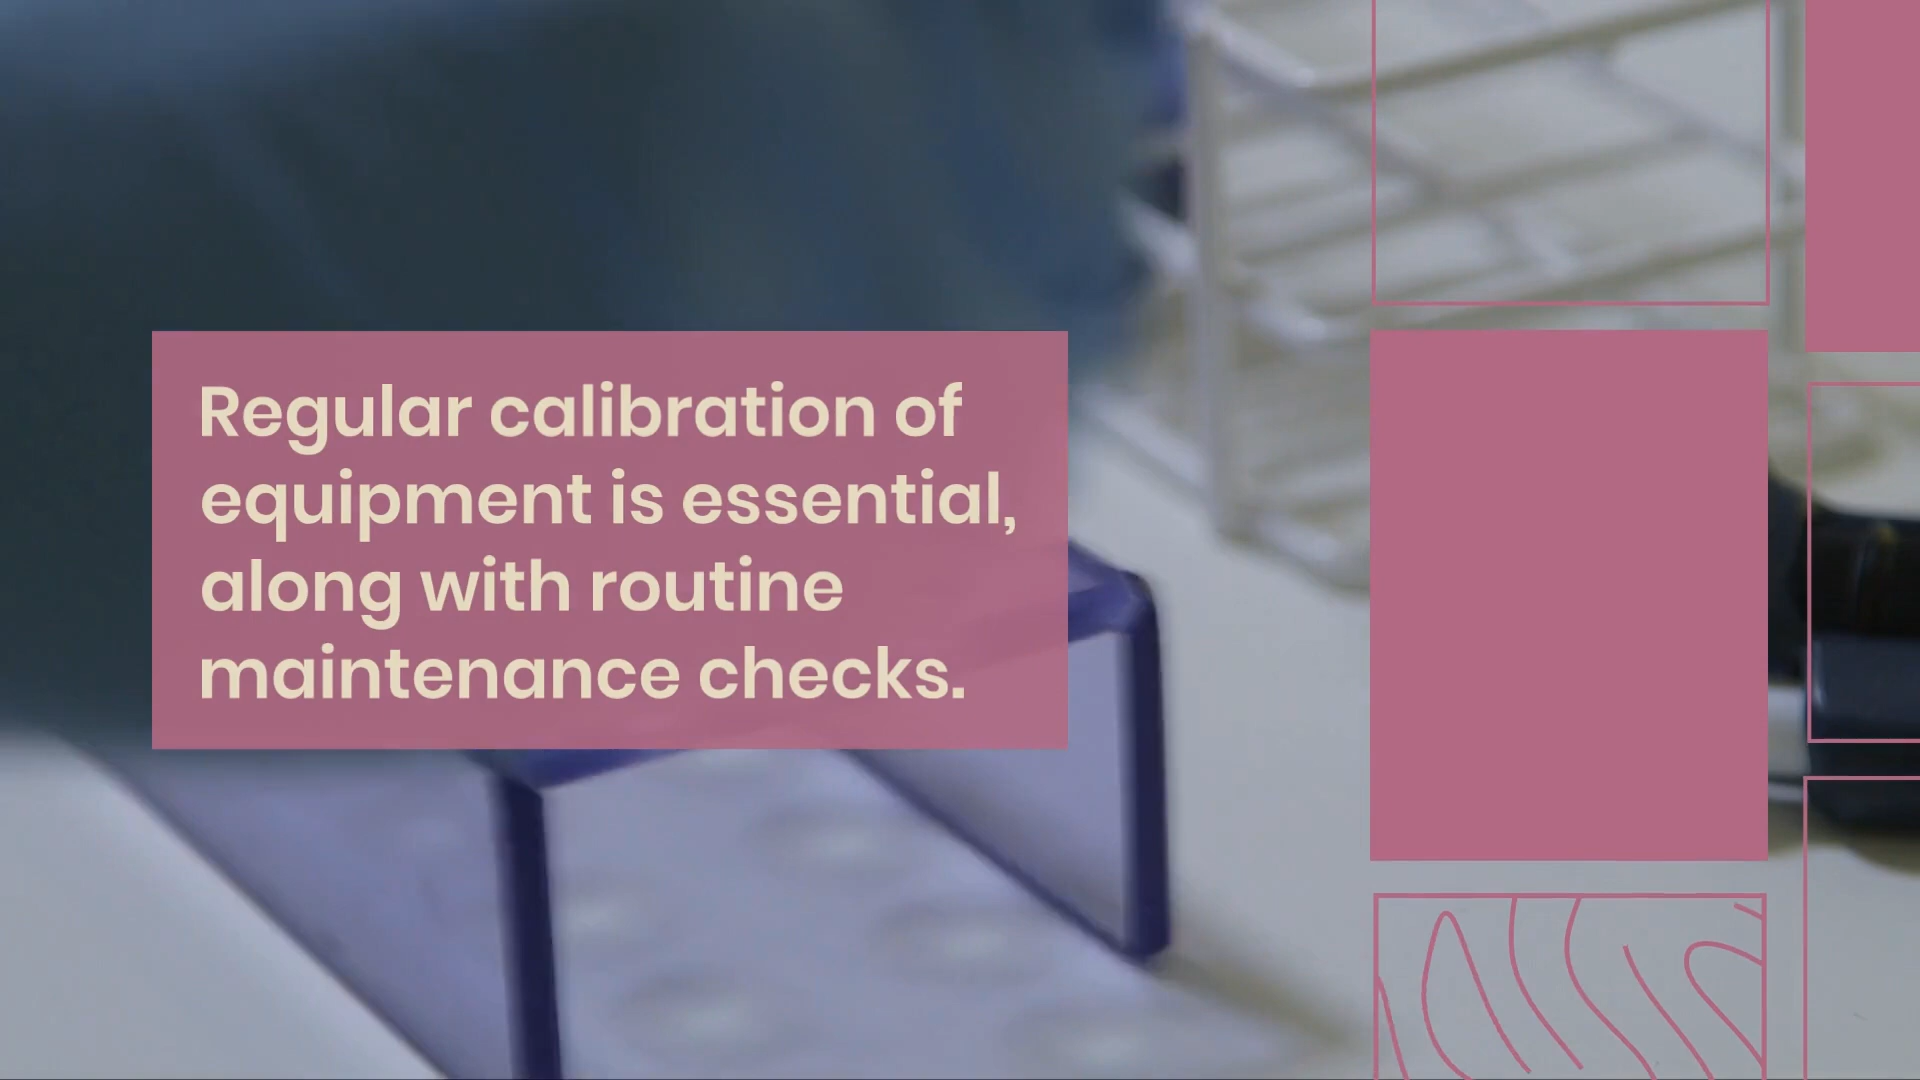 Regular calibration of
equipment is essential,
along with routine
maintenance checks.